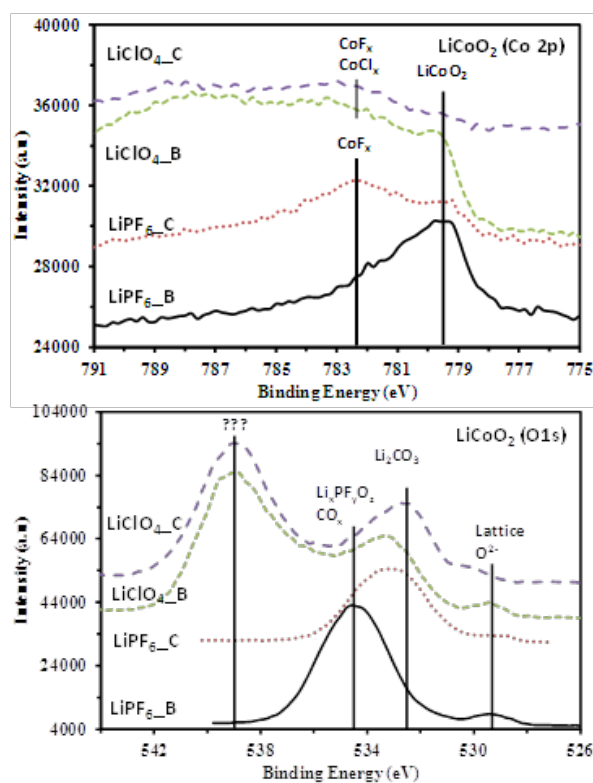 40000
36000
32000
28000
24000
Intensity (a.u)
LiClO₄_C
LiClO₄_B
LiPF₆_C
LiPF₆_B
CoFₓ
CoClₓ
LiCoO₂
LiCoO₂ (Co 2p)
CoFₓ
791 789 787 785 783 781 779 777 775
Binding Energy (eV)
104000
84000
64000
44000
24000
4000
Intensity (a.u)
???
LiCoO₂ (O1s)
Li₂CO₃
LiₓPFᵧO_z
COₓ
Lattice
O²⁻
LiClO₄_C
LiClO₄_B
LiPF₆_C
LiPF₆_B
542 538 534 530 526
Binding Energy (eV)